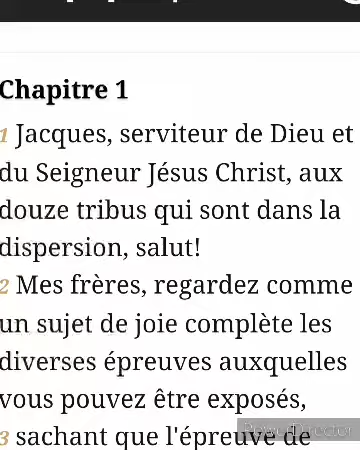 Chapitre 1
1 Jacques, serviteur de Dieu et
du Seigneur Jésus Christ, aux
douze tribus qui sont dans la
dispersion, salut!
2 Mes frères, regardez comme
un sujet de joie complète les
diverses épreuves auxquelles
vous pouvez être exposés,
3 sachant que l'épreuve de
PowerDirector